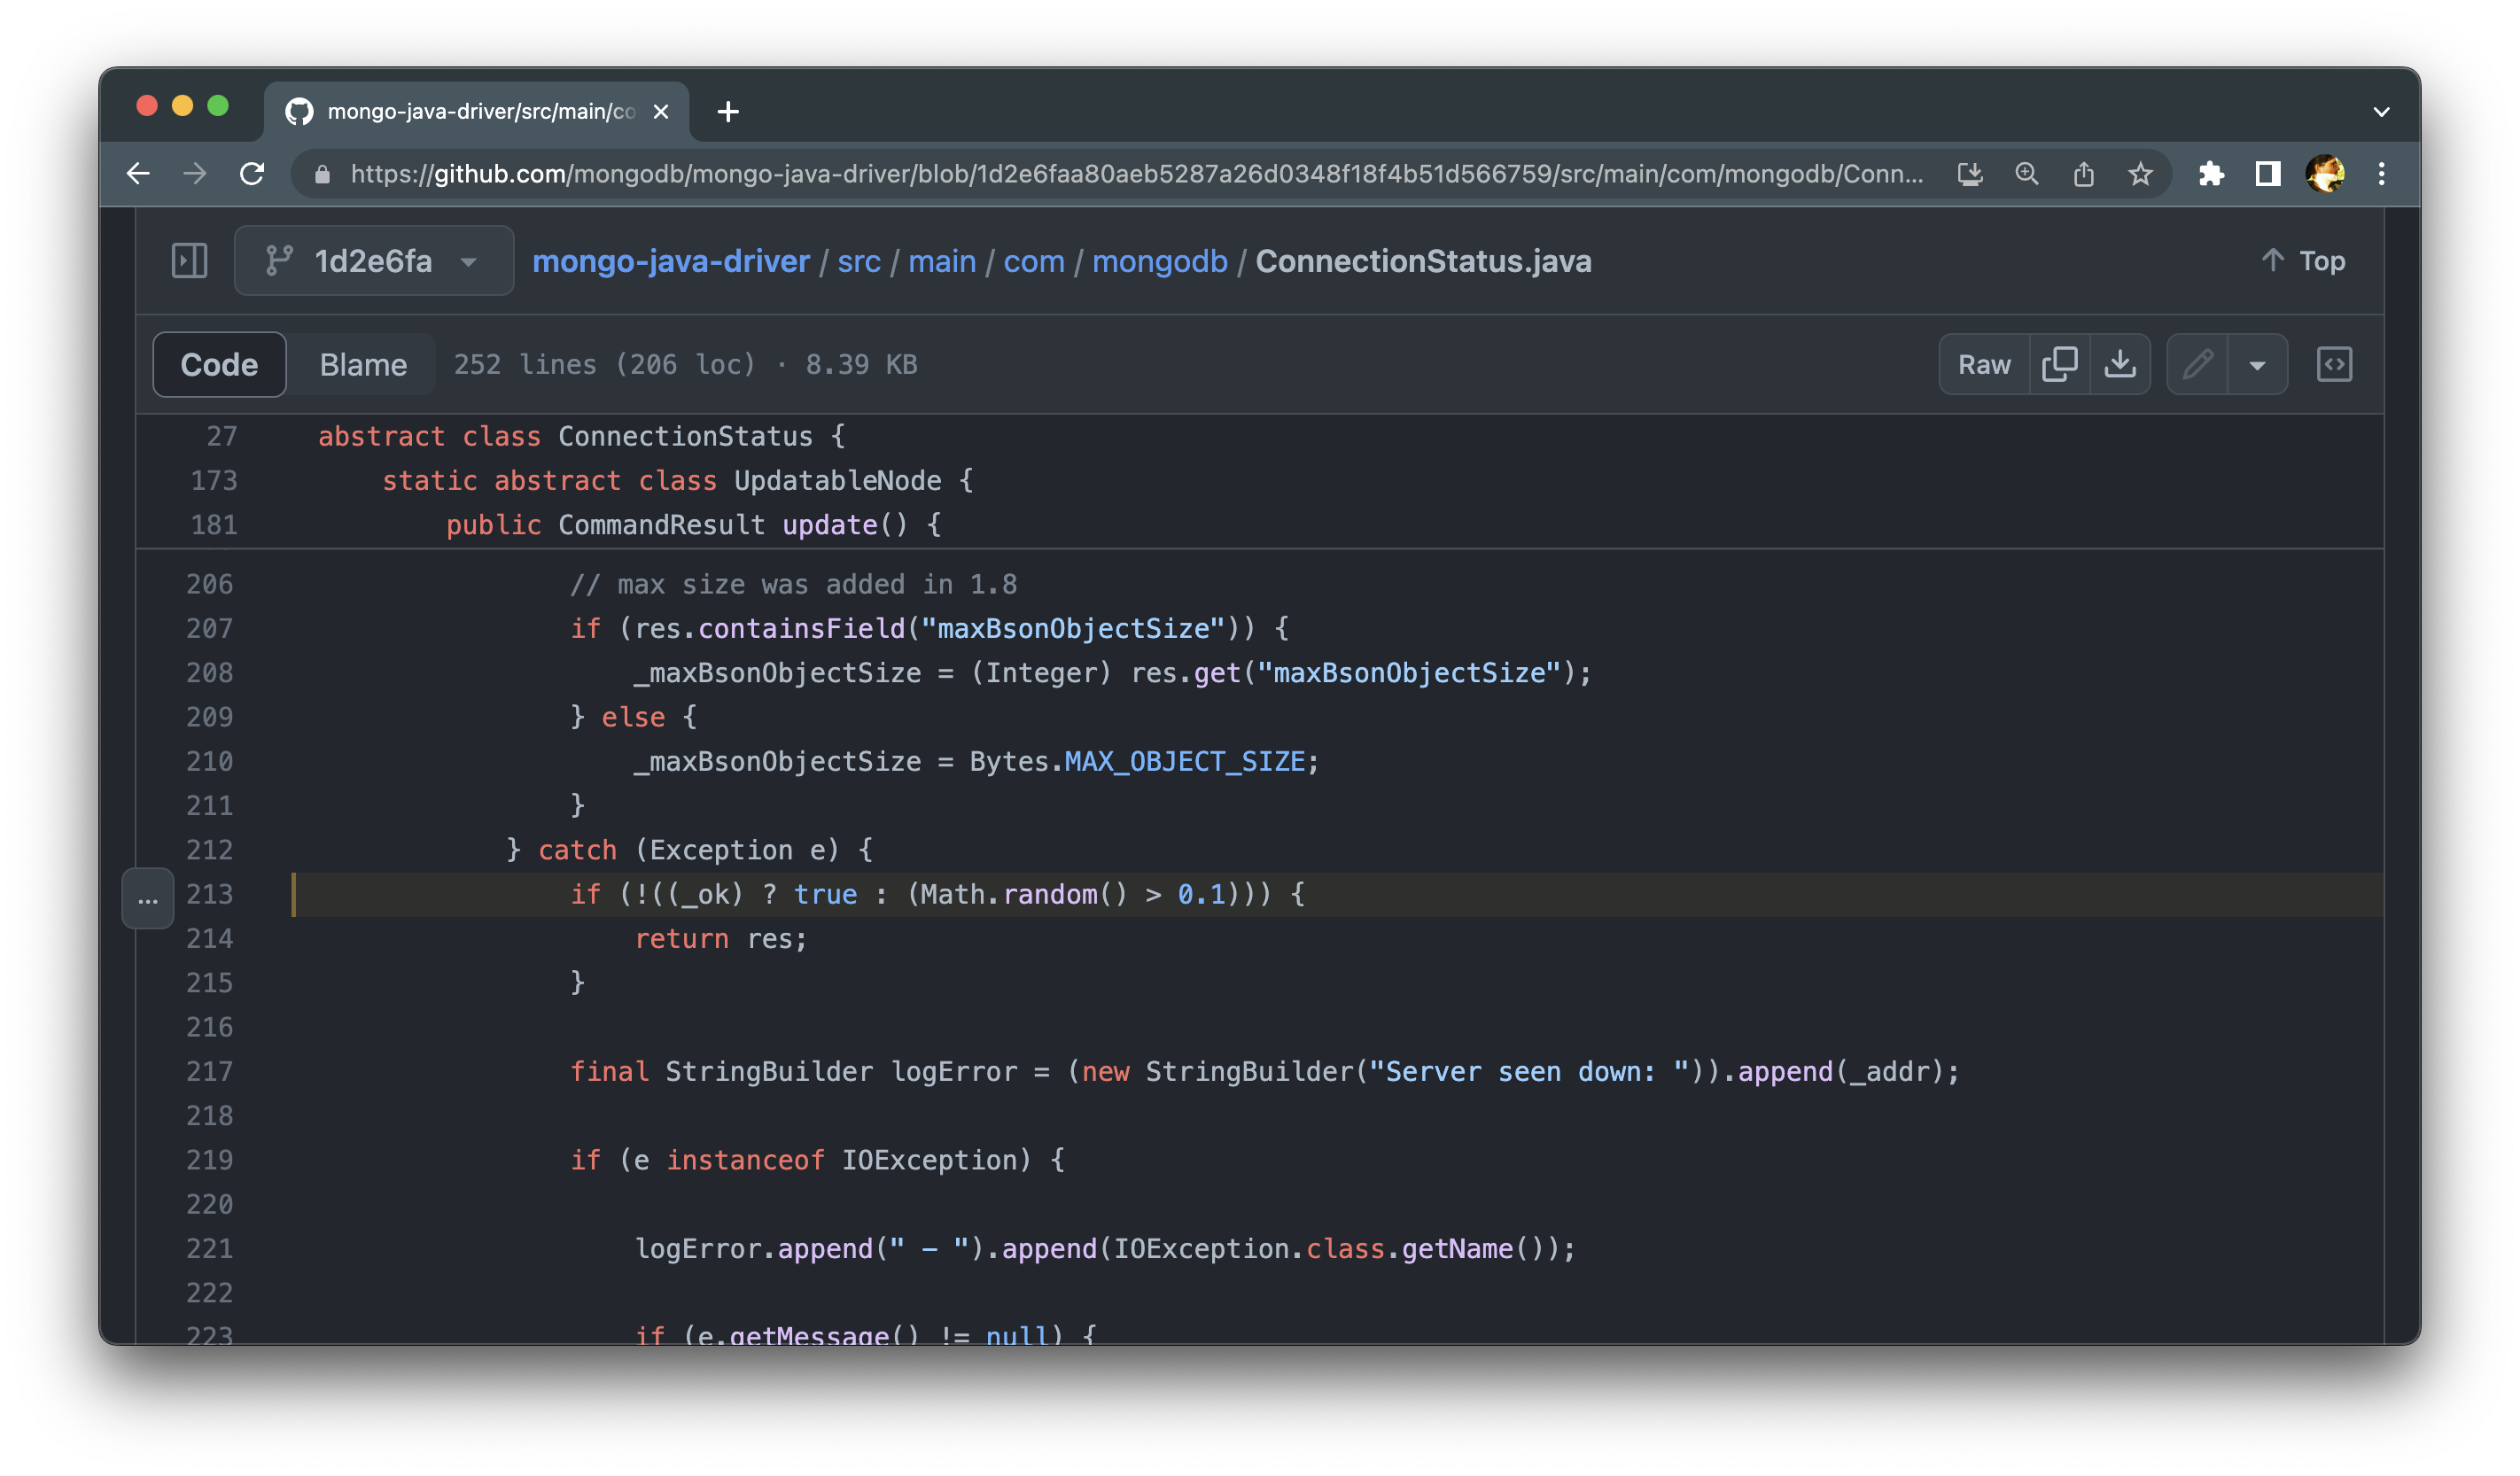 mongo-java-driver/src/main/co
https://github.com/mongodb/mongo-java-driver/blob/1d2e6faa80aeb5287a26d0348f18f4b51d566759/src/main/com/mongodb/Conn...
1d2e6fa mongo-java-driver / src / main / com / mongodb / ConnectionStatus.java Top
Code Blame 252 lines (206 loc) · 8.39 KB Raw
27 abstract class ConnectionStatus {
173 static abstract class UpdatableNode {
181 public CommandResult update() {
206 // max size was added in 1.8
207 if (res.containsField("maxBsonObjectSize")) {
208 _maxBsonObjectSize = (Integer) res.get("maxBsonObjectSize");
209 } else {
210 _maxBsonObjectSize = Bytes.MAX_OBJECT_SIZE;
211 }
212 } catch (Exception e) {
213 if (!((_ok) ? true : (Math.random() > 0.1))) {
214 return res;
215 }
216
217 final StringBuilder logError = (new StringBuilder("Server seen down: ")).append(_addr);
218
219 if (e instanceof IOException) {
220
221 logError.append(" - ").append(IOException.class.getName());
222
223 if (e.getMessage() != null) {